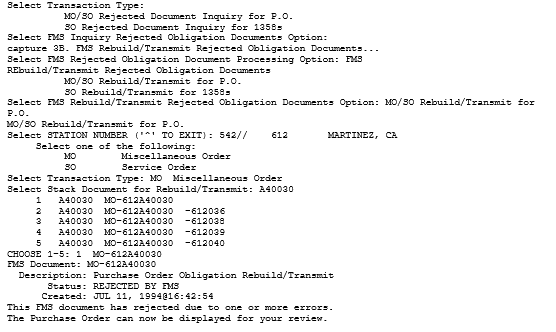 Select Transaction Type:
MO/SO Rejected Document Inquiry for P.O.
SO Rejected Document Inquiry for 1358s
Select FMS Inquiry Rejected Obligation Documents Option:
capture 3B. FMS Rebuild/Transmit Rejected Obligation Documents...
Select FMS Rejected Obligation Document Processing Option: FMS
REbuild/Transmit Rejected Obligation Documents
MO/SO Rebuild/Transmit for P.O.
SO Rebuild/Transmit for 1358s
Select FMS Rebuild/Transmit Rejected Obligation Documents Option: MO/SO Rebuild/Transmit for
P.O.
MO/SO Rebuild/Transmit for P.O.
Select STATION NUMBER ('^' TO EXIT): 542// 612 MARTINEZ, CA
Select one of the following:
MO Miscellaneous Order
SO Service Order
Select Transaction Type: MO Miscellaneous Order
Select Stack Document for Rebuild/Transmit: A40030
1 A40030 MO-612A40030
2 A40030 MO-612A40030 -612036
3 A40030 MO-612A40030 -612038
4 A40030 MO-612A40030 -612039
5 A40030 MO-612A40030 -612040
CHOOSE 1-5: 1 MO-612A40030
FMS Document: MO-612A40030
Description: Purchase Order Obligation Rebuild/Transmit
Status: REJECTED BY FMS
Created: JUL 11, 1994@16:42:54
This FMS document has rejected due to one or more errors.
The Purchase Order can now be displayed for your review.